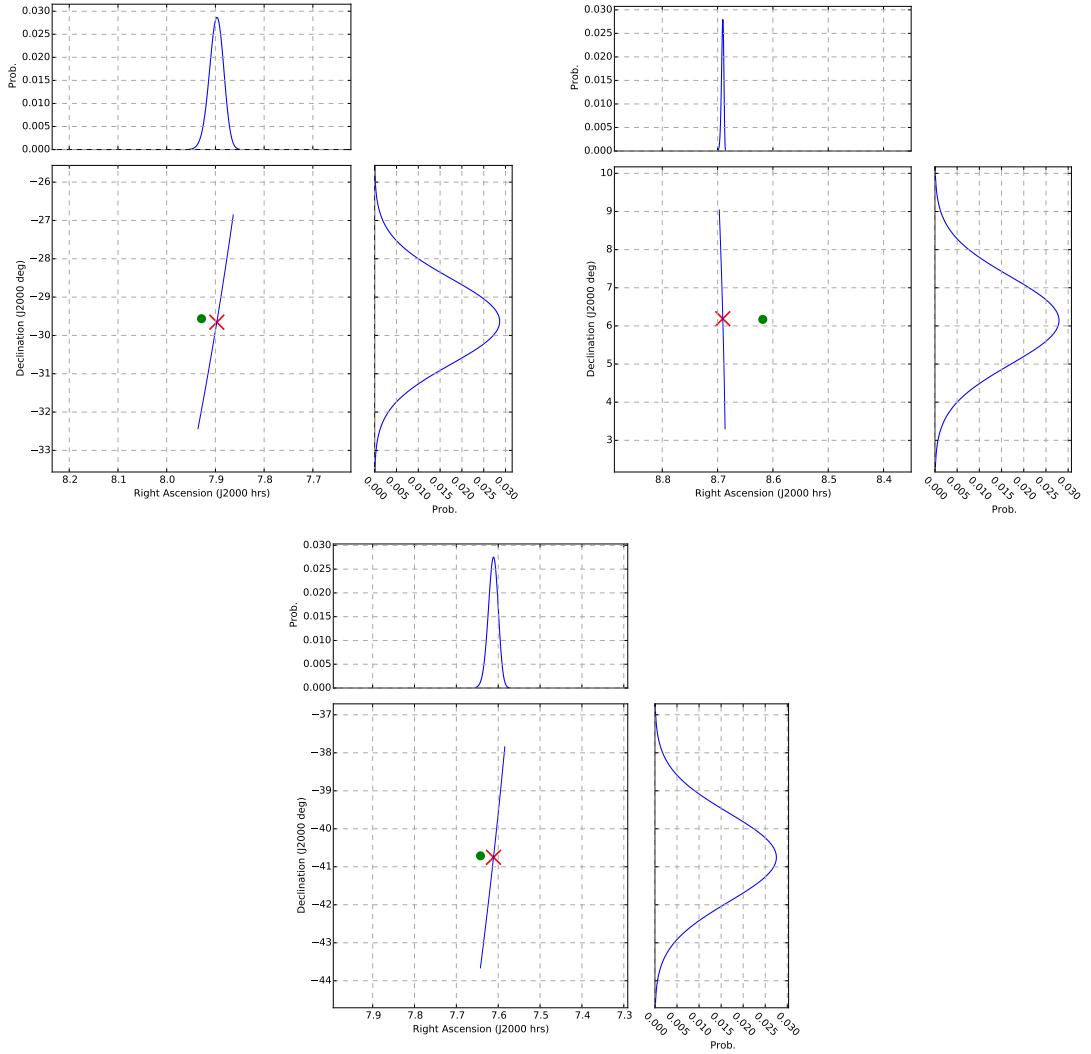 0.030
0.025
0.020
0.015
0.010
0.005
0.000
Prob.
−26
−27
−28
−29
−30
−31
−32
−33
Declination (J2000 deg)
8.2 8.1 8.0 7.9 7.8 7.7
Right Ascension (J2000 hrs)
0.000 0.005 0.010 0.015 0.020 0.025 0.030
Prob.
0.030
0.025
0.020
0.015
0.010
0.005
0.000
Prob.
10
9
8
7
6
5
4
3
Declination (J2000 deg)
8.8 8.7 8.6 8.5 8.4
Right Ascension (J2000 hrs)
0.000 0.005 0.010 0.015 0.020 0.025 0.030
Prob.
0.030
0.025
0.020
0.015
0.010
0.005
0.000
Prob.
−37
−38
−39
−40
−41
−42
−43
−44
Declination (J2000 deg)
7.9 7.8 7.7 7.6 7.5 7.4 7.3
Right Ascension (J2000 hrs)
0.000 0.005 0.010 0.015 0.020 0.025 0.030
Prob.